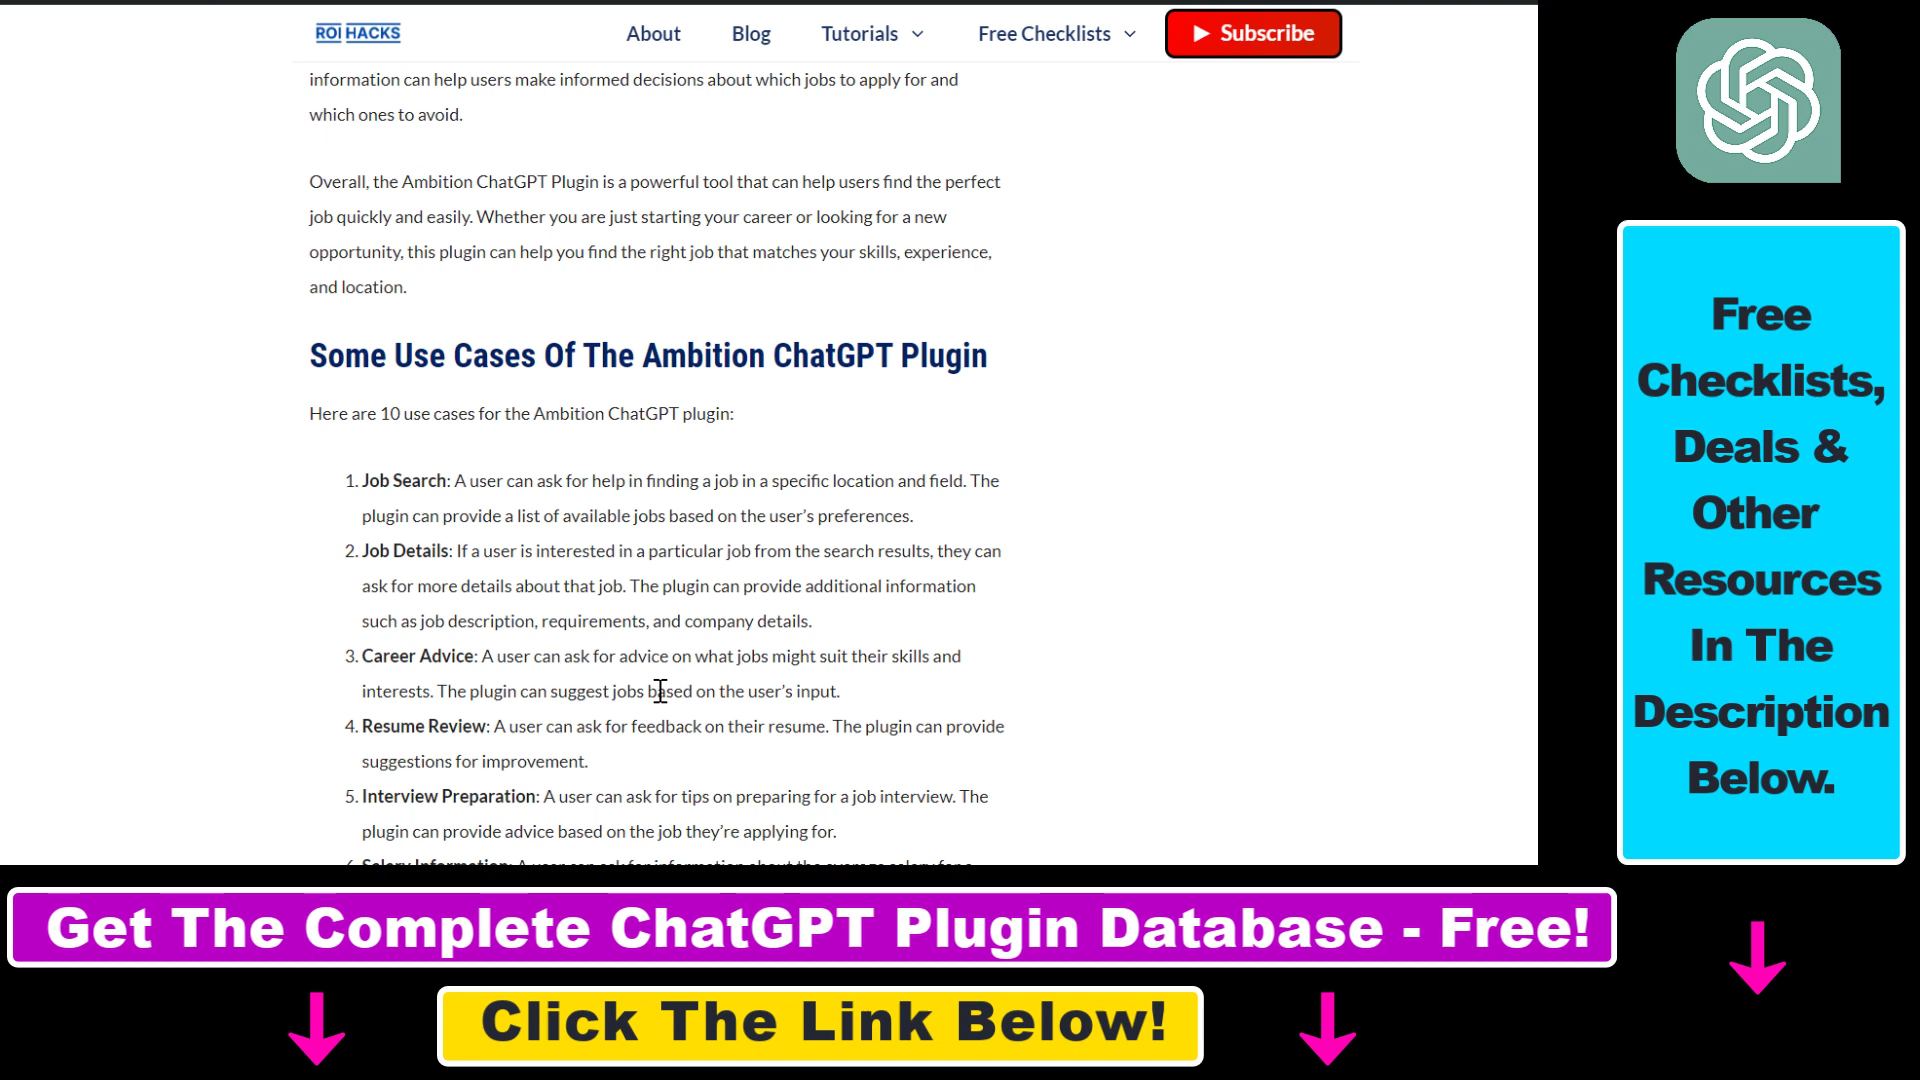 ROI HACKS
About
Blog
Tutorials
Free Checklists
Subscribe
information can help users make informed decisions about which jobs to apply for and
which ones to avoid.
Overall, the Ambition ChatGPT Plugin is a powerful tool that can help users find the perfect
job quickly and easily. Whether you are just starting your career or looking for a new
opportunity, this plugin can help you find the right job that matches your skills, experience,
and location.
Some Use Cases Of The Ambition ChatGPT Plugin
Here are 10 use cases for the Ambition ChatGPT plugin:
1. Job Search: A user can ask for help in finding a job in a specific location and field. The
plugin can provide a list of available jobs based on the user's preferences.
2. Job Details: If a user is interested in a particular job from the search results, they can
ask for more details about that job. The plugin can provide additional information
such as job description, requirements, and company details.
3. Career Advice: A user can ask for advice on what jobs might suit their skills and
interests. The plugin can suggest jobs based on the user's input.
4. Resume Review: A user can ask for feedback on their resume. The plugin can provide
suggestions for improvement.
5. Interview Preparation: A user can ask for tips on preparing for a job interview. The
plugin can provide advice based on the job they're applying for.
6. Salary Information: A user can ask for information about the average salary for a
Free
Checklists,
Deals &
Other
Resources
In The
Description
Below.
Get The Complete ChatGPT Plugin Database - Free!
Click The Link Below!